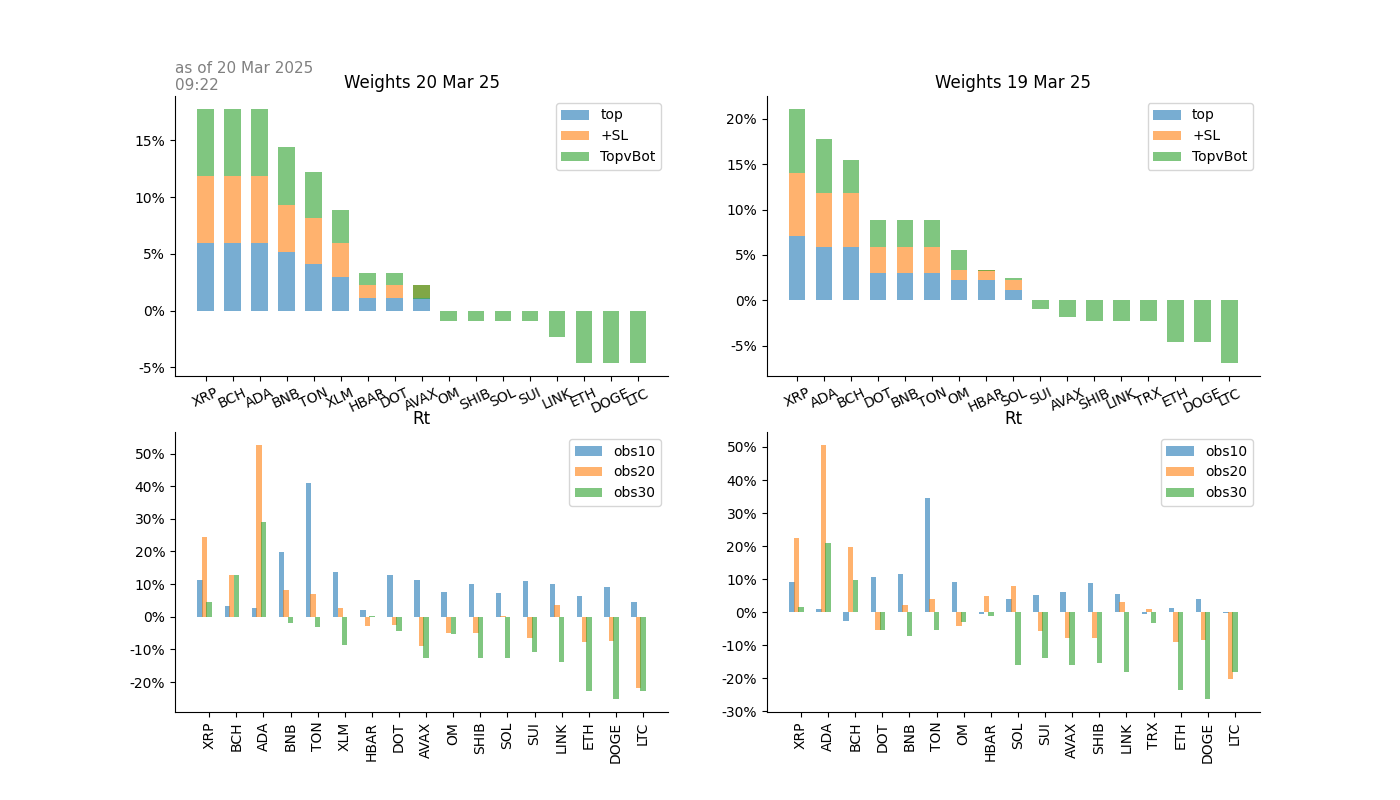 as of 20 Mar 2025
09:22
Weights 20 Mar 25
15%
10%
5%
0%
-5%
top
+SL
TopvBot
XRP BCH ADA BNB TON XLM HBAR DOT AVAX OM SHIB SOL SUI LINK ETH DOGE LTC
Weights 19 Mar 25
20%
15%
10%
5%
0%
-5%
top
+SL
TopvBot
XRP ADA BCH DOT BNB TON OM HBAR SOL SUI AVAX SHIB LINK TRX ETH DOGE LTC
Rt
50%
40%
30%
20%
10%
0%
-10%
-20%
obs10
obs20
obs30
XRP BCH ADA BNB TON XLM HBAR DOT AVAX OM SHIB SOL SUI LINK ETH DOGE LTC
Rt
50%
40%
30%
20%
10%
0%
-10%
-20%
-30%
obs10
obs20
obs30
XRP ADA BCH DOT BNB TON OM HBAR SOL SUI AVAX SHIB LINK TRX ETH DOGE LTC